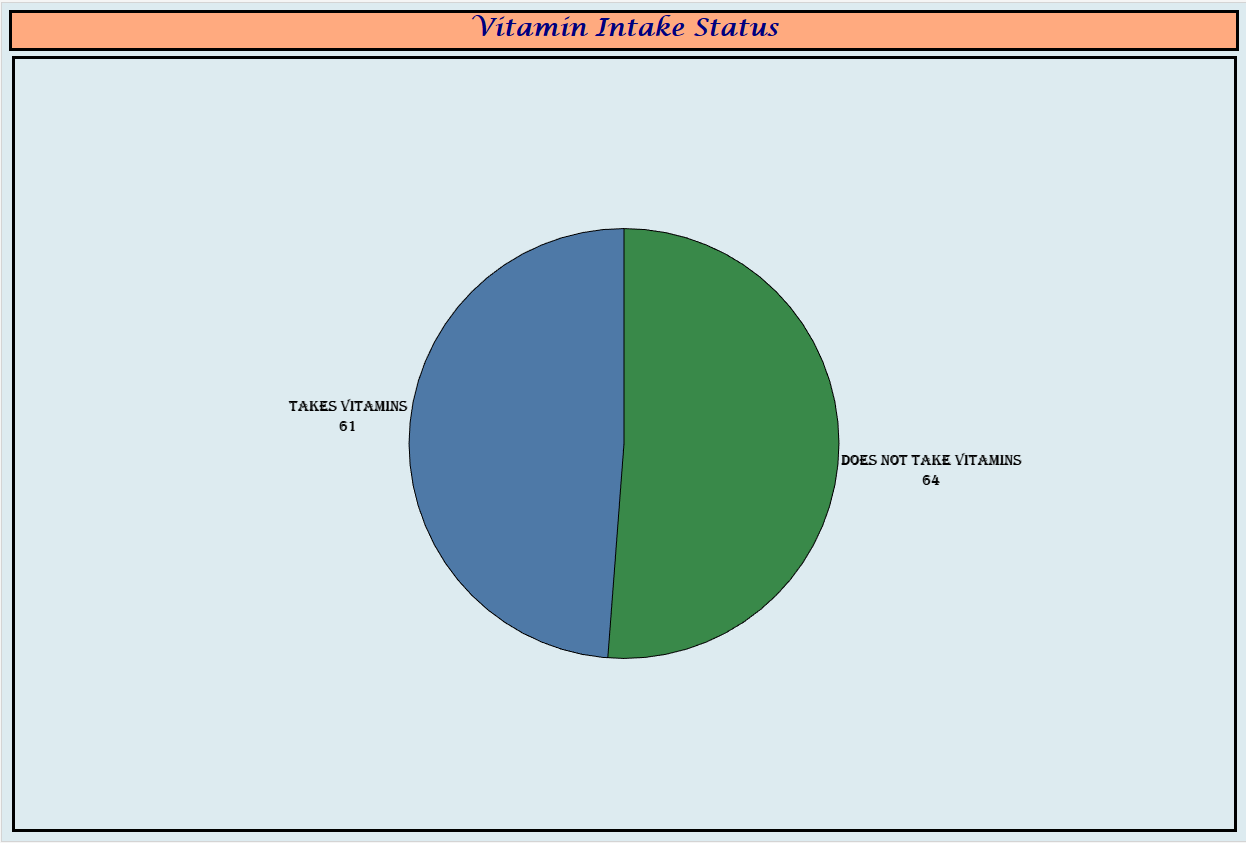 Vitamin Intake Status
TAKES VITAMINS
61
DOES NOT TAKE VITAMINS
64